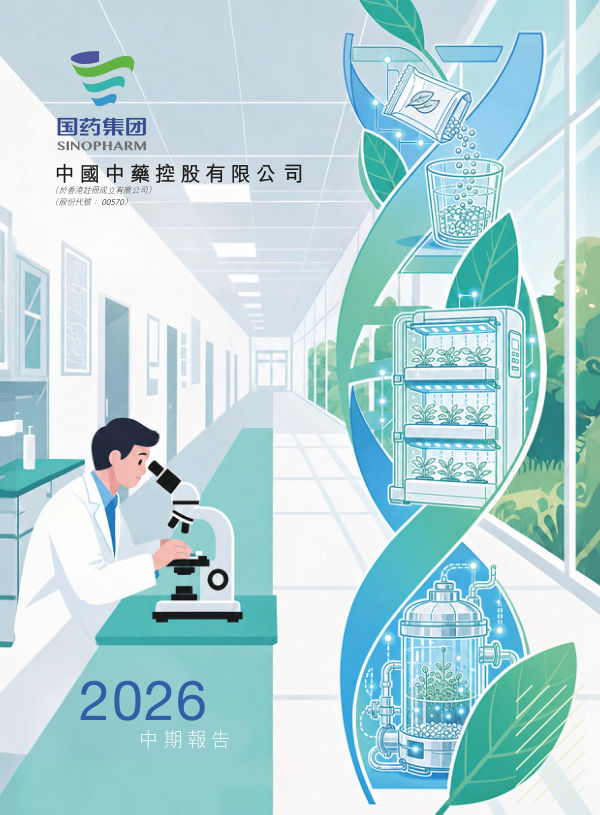 国药集团
SINOPHARM
中國中藥控股有限公司
（於香港註冊成立有限公司）
（股份代號：00570）
2026
中期報告